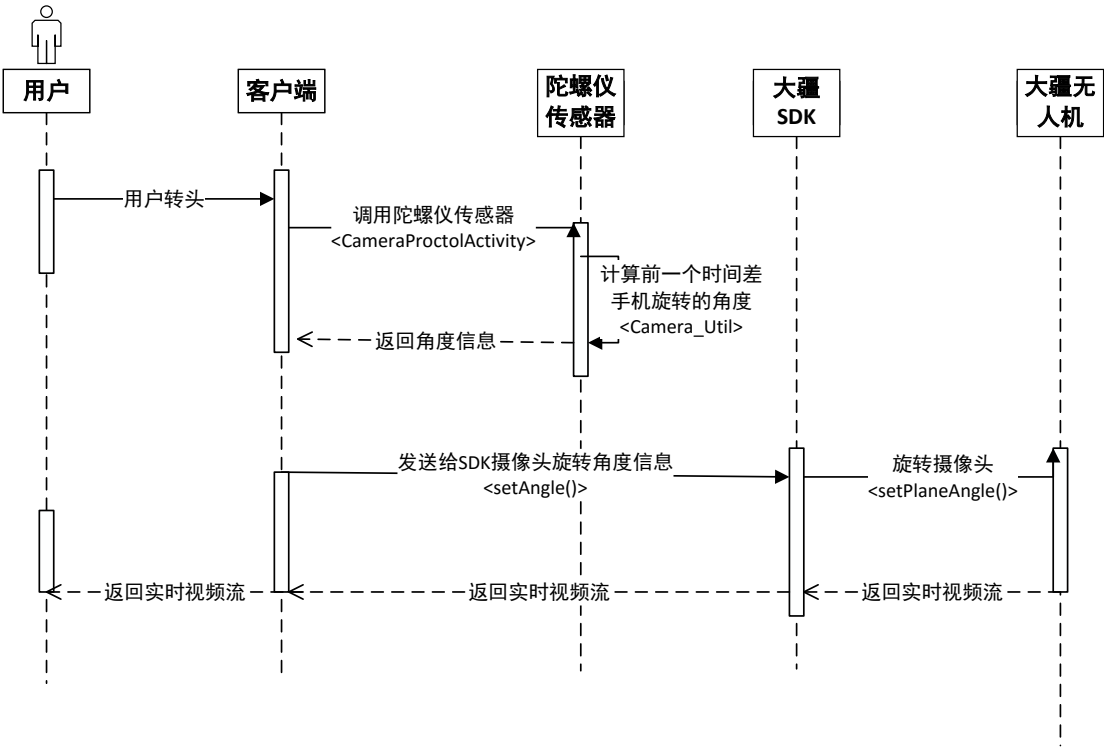 用户
客户端
陀螺仪
传感器
大疆
SDK
大疆无
人机
用户转头
调用陀螺仪传感器
<CameraProctolActivity>
计算前一个时间差
手机旋转的角度
<Camera_Util>
返回角度信息
发送给SDK摄像头旋转角度信息
<setAngle()>
旋转摄像头
<setPlaneAngle()>
返回实时视频流
返回实时视频流
返回实时视频流